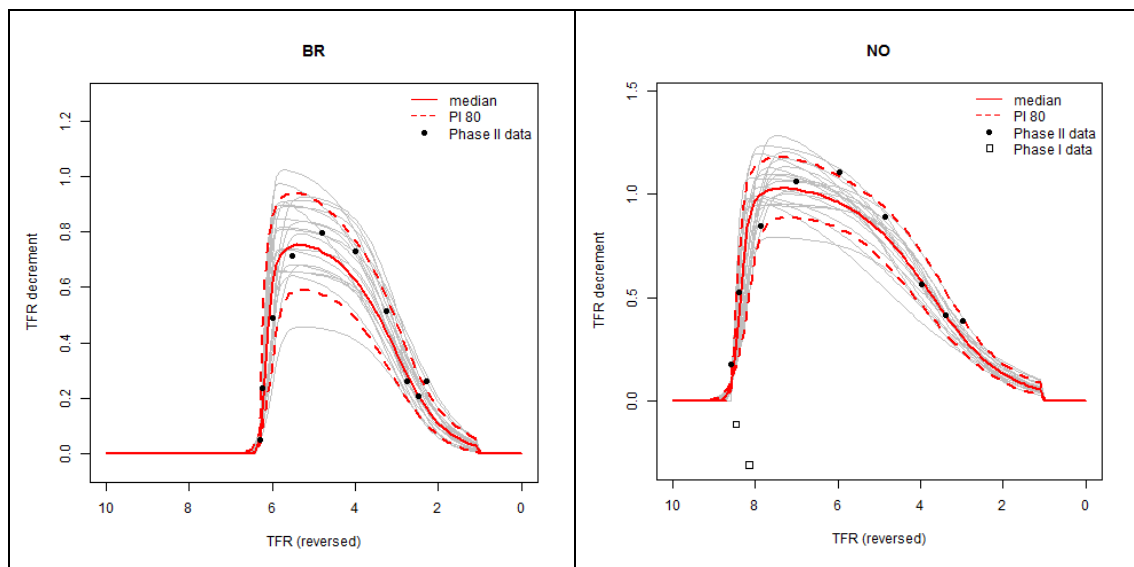 BR
median
PI 80
Phase II data
TFR decrement
0.0 0.2 0.4 0.6 0.8 1.0 1.2
10 8 6 4 2 0
TFR (reversed)
NO
median
PI 80
Phase II data
Phase I data
TFR decrement
0.0 0.5 1.0 1.5
10 8 6 4 2 0
TFR (reversed)